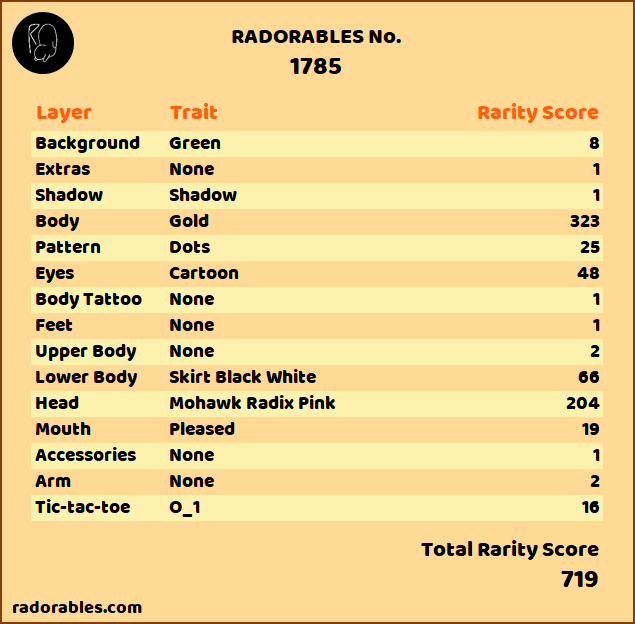 RADORABLES No.
1785
Layer Trait Rarity Score
Background Green 8
Extras None 1
Shadow Shadow 1
Body Gold 323
Pattern Dots 25
Eyes Cartoon 48
Body Tattoo None 1
Feet None 1
Upper Body None 2
Lower Body Skirt Black White 66
Head Mohawk Radix Pink 204
Mouth Pleased 19
Accessories None 1
Arm None 2
Tic-tac-toe O_1 16
Total Rarity Score
719
radorables.com